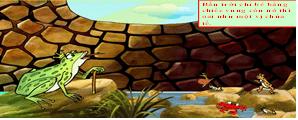 Bầu trời chỉ bé bằng
chiếc vung còn nó thì
oai như một vị chúa
tể.